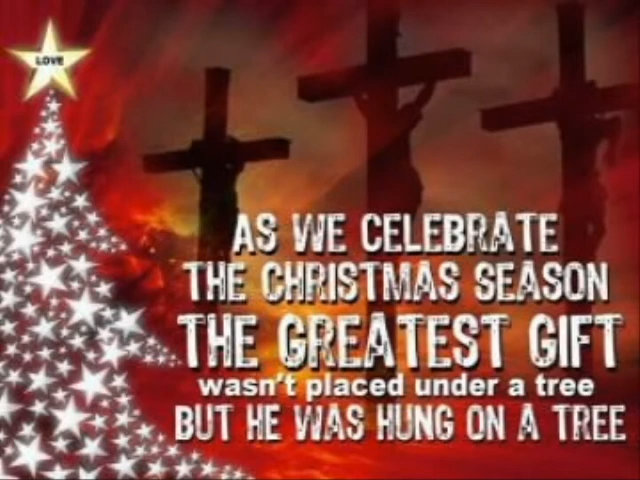 LOVE
AS WE CELEBRATE
THE CHRISTMAS SEASON
THE GREATEST GIFT
wasn't placed under a tree
BUT HE WAS HUNG ON A TREE